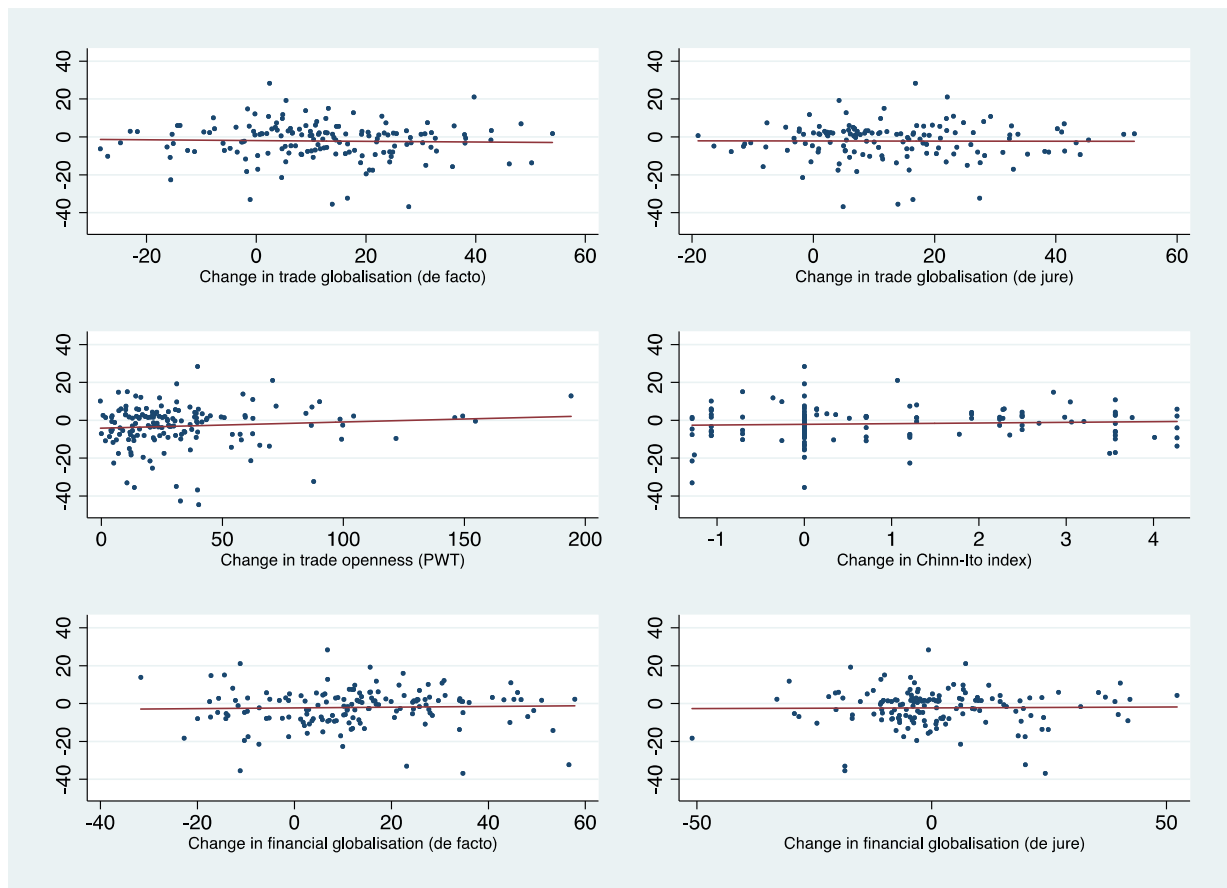 40
20
0
-20
-40
-20 0 20 40 60
Change in trade globalisation (de facto)
40
20
0
-20
-40
-20 0 20 40 60
Change in trade globalisation (de jure)
40
20
0
-20
-40
0 50 100 150 200
Change in trade openness (PWT)
40
20
0
-20
-40
-1 0 1 2 3 4
Change in Chinn-Ito index)
40
20
0
-20
-40
-40 -20 0 20 40 60
Change in financial globalisation (de facto)
40
20
0
-20
-40
-50 0 50
Change in financial globalisation (de jure)